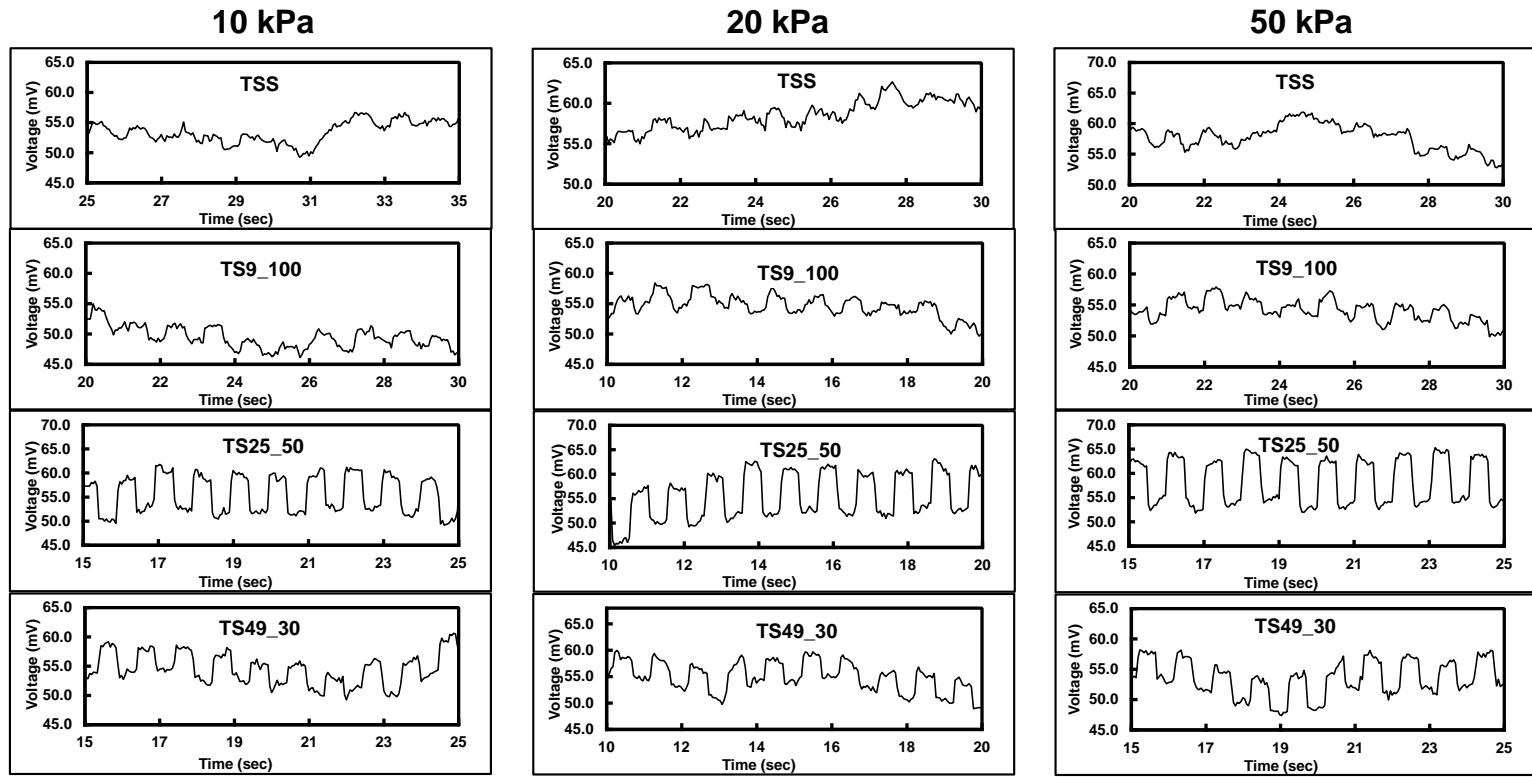 10 kPa 20 kPa 50 kPa
TSS
Voltage (mV)
65.0
60.0
55.0
50.0
45.0
25 27 29 31 33 35
Time (sec)
TSS
Voltage (mV)
65.0
60.0
55.0
50.0
20 22 24 26 28 30
Time (sec)
TSS
Voltage (mV)
70.0
65.0
60.0
55.0
50.0
20 22 24 26 28 30
Time (sec)
TS9_100
Voltage (mV)
65.0
60.0
55.0
50.0
45.0
20 22 24 26 28 30
Time (sec)
TS9_100
Voltage (mV)
65.0
60.0
55.0
50.0
45.0
10 12 14 16 18 20
Time (sec)
TS9_100
Voltage (mV)
65.0
60.0
55.0
50.0
45.0
20 22 24 26 28 30
Time (sec)
TS25_50
Voltage (mV)
70.0
65.0
60.0
55.0
50.0
45.0
15 17 19 21 23 25
Time (sec)
TS25_50
Voltage (mV)
70.0
65.0
60.0
55.0
50.0
45.0
10 12 14 16 18 20
Time (sec)
TS25_50
Voltage (mV)
70.0
65.0
60.0
55.0
50.0
45.0
15 17 19 21 23 25
Time (sec)
TS49_30
Voltage (mV)
65.0
60.0
55.0
50.0
45.0
15 17 19 21 23 25
Time (sec)
TS49_30
Voltage (mV)
65.0
60.0
55.0
50.0
45.0
10 12 14 16 18 20
Time (sec)
TS49_30
Voltage (mV)
65.0
60.0
55.0
50.0
45.0
15 17 19 21 23 25
Time (sec)